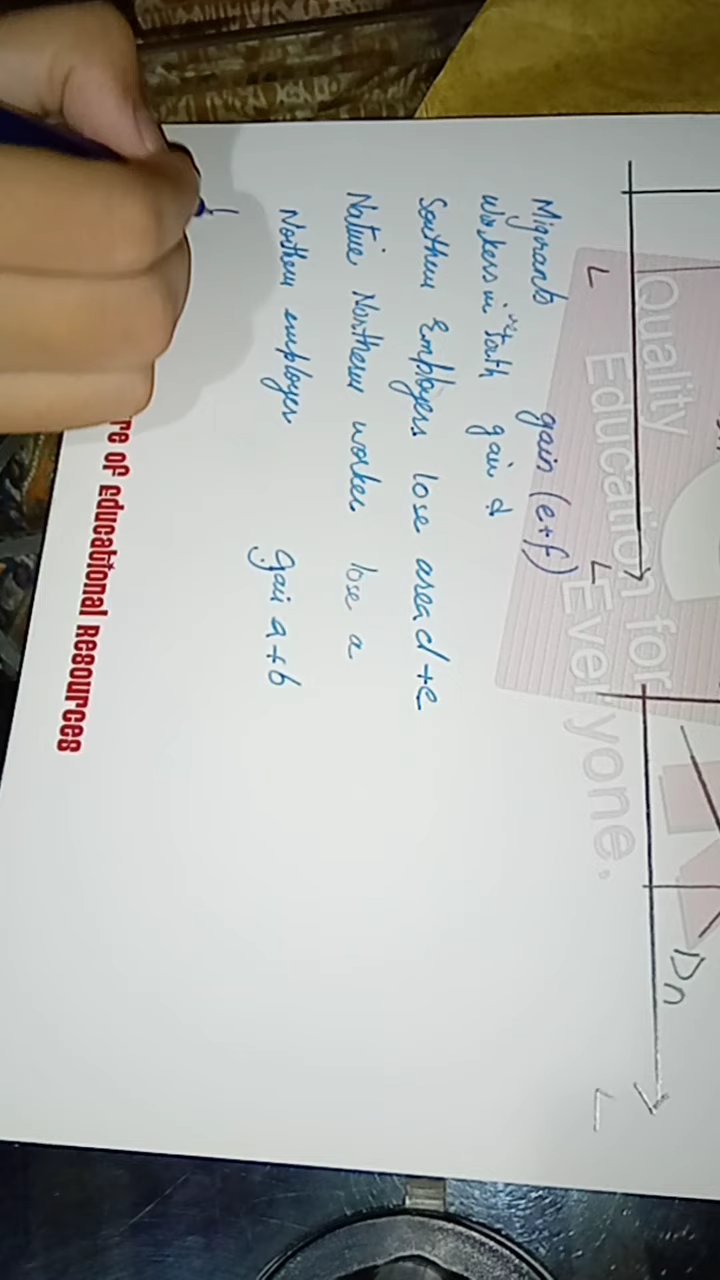 L
L
Dn
L
Quality
Education for
Everyone.
Migrants gain (e+f)
Workers in South gain d
Southern Employers lose area d+e
Native Northern worker lose a
Northern employer gain a+b
re of Educational Resources